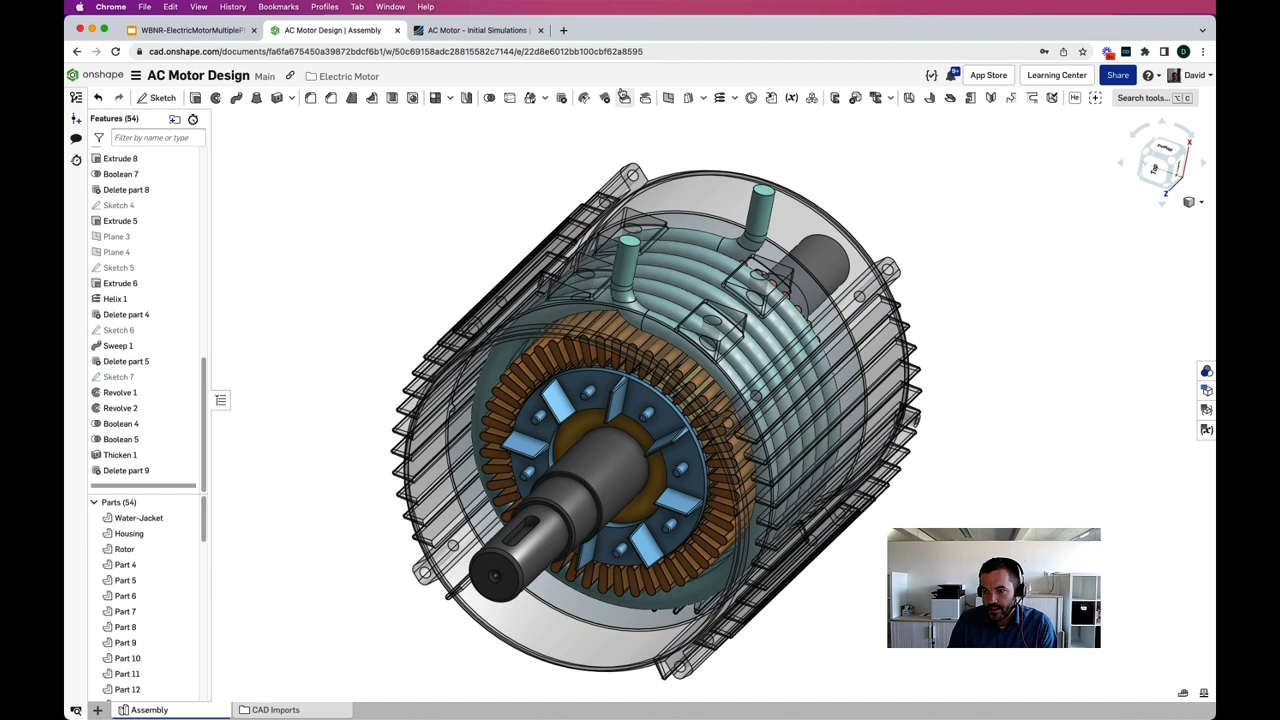 Chrome File Edit View History Bookmarks Profiles Tab Window Help
WBNR-ElectricMotorMultipleP
AC Motor Design | Assembly
AC Motor - Initial Simulations |
cad.onshape.com/documents/fa6fa675450a39872bdcf6b1/w/50c69158adc28815582c7144/e/22d8e6012bb100cbf62a8595
onshape AC Motor Design Main Electric Motor App Store Learning Center Share David
Sketch Search tools...
Features (54)
Filter by name or type
Extrude 8
Boolean 7
Delete part 8
Sketch 4
Extrude 5
Plane 3
Plane 4
Sketch 5
Extrude 6
Helix 1
Delete part 4
Sketch 6
Sweep 1
Delete part 5
Sketch 7
Revolve 1
Revolve 2
Boolean 4
Boolean 5
Thicken 1
Delete part 9
Parts (54)
Water-Jacket
Housing
Rotor
Part 4
Part 5
Part 6
Part 7
Part 8
Part 9
Part 10
Part 11
Part 12
Top
X
Z
Assembly CAD Imports